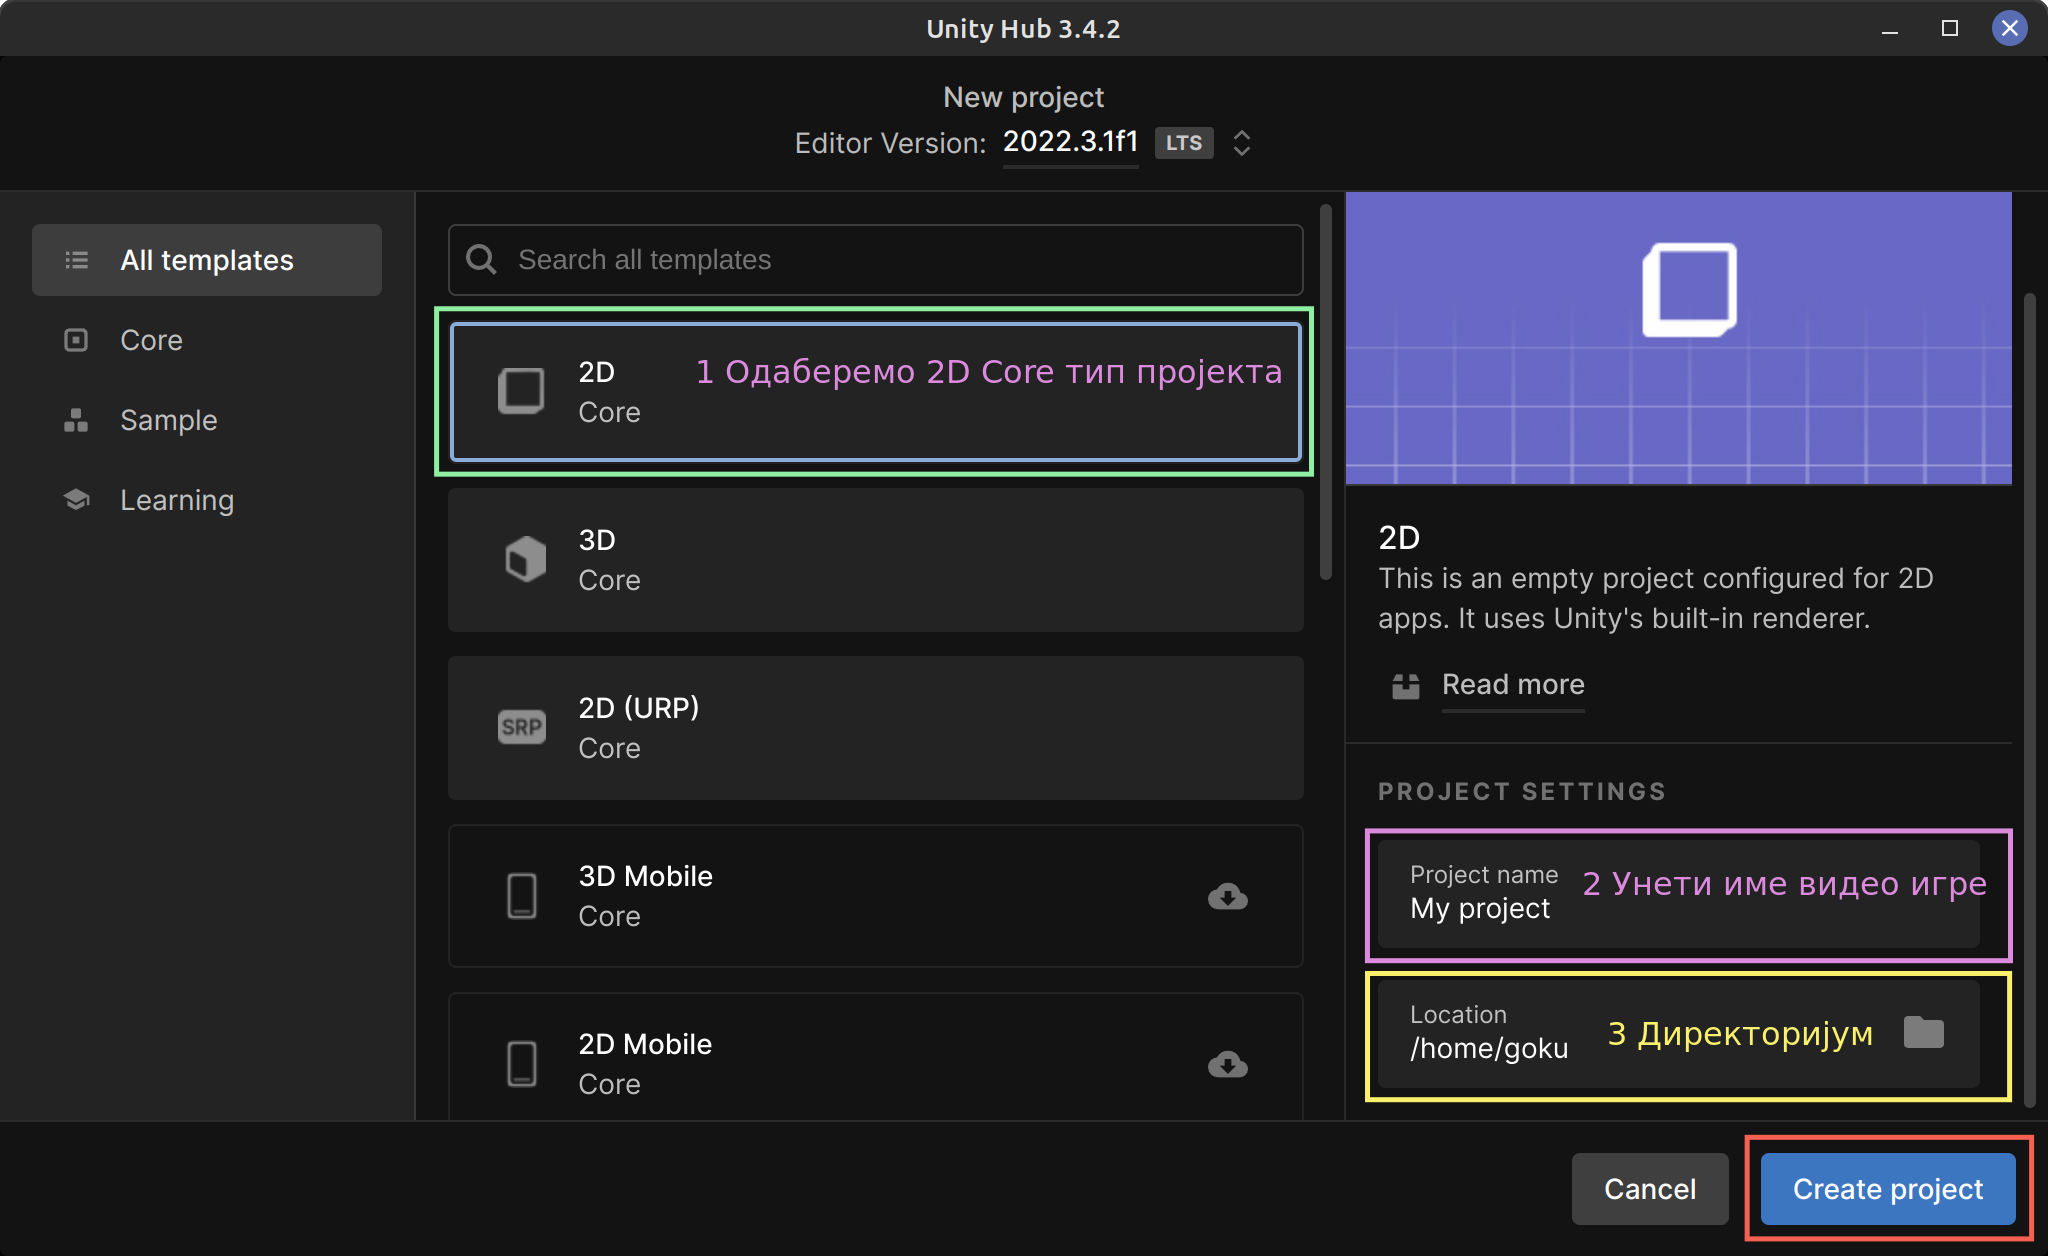 Unity Hub 3.4.2
New project
Editor Version: 2022.3.1f1 LTS
All templates
Core
Sample
Learning
Search all templates
2D
1 Одаберемо 2D Core тип пројекта
Core
3D
Core
SRP
2D (URP)
Core
3D Mobile
Core
2D Mobile
Core
2D
This is an empty project configured for 2D
apps. It uses Unity's built-in renderer.
Read more
PROJECT SETTINGS
Project name
2 Унети име видео игре
My project
Location
3 Директоријум
/home/goku
Cancel
Create project